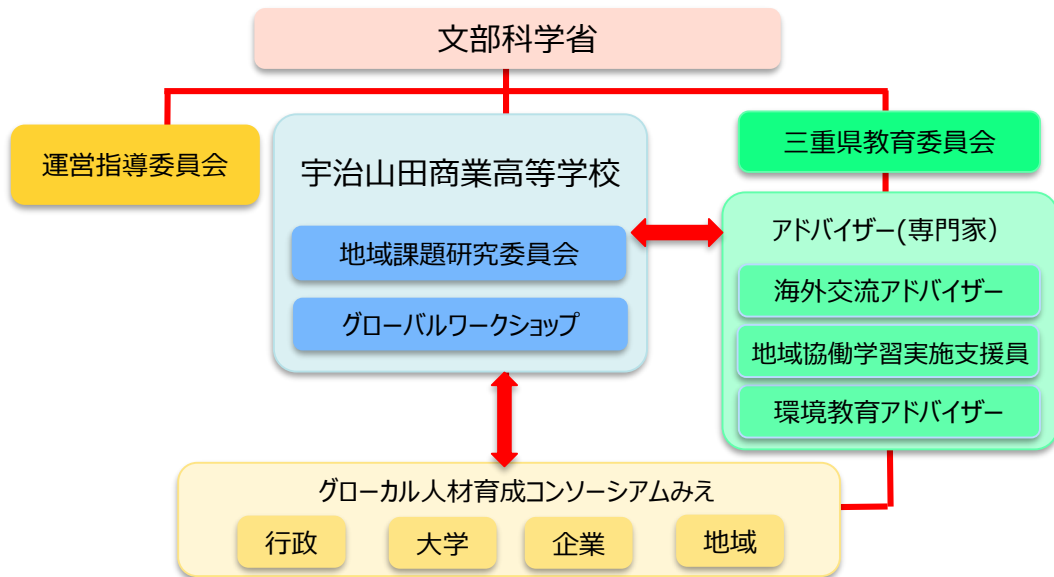 文部科学省
運営指導委員会
宇治山田商業高等学校
三重県教育委員会
地域課題研究委員会
グローバルワークショップ
アドバイザー(専門家）
海外交流アドバイザー
地域協働学習実施支援員
環境教育アドバイザー
グローカル人材育成コンソーシアムみえ
行政
大学
企業
地域